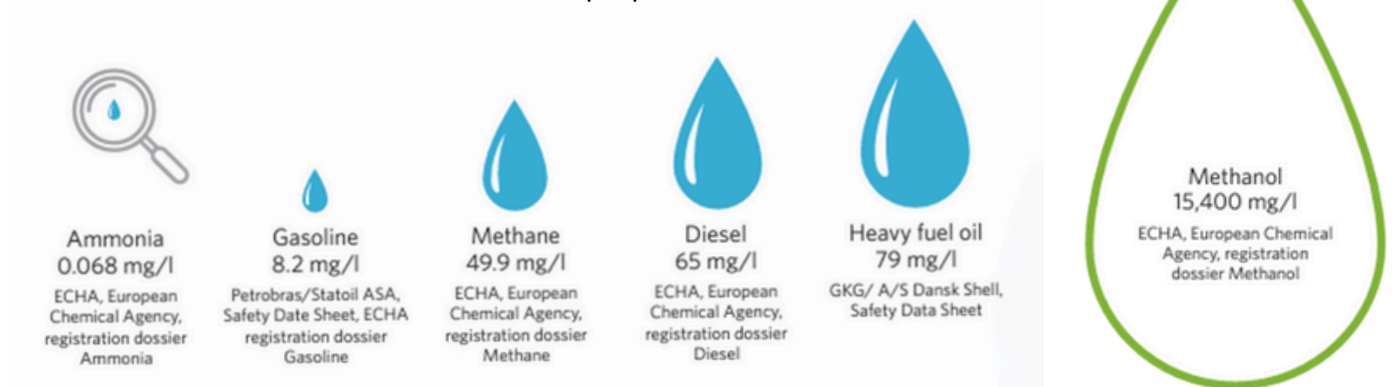 Ammonia
0.068 mg/l
ECHA, European
Chemical Agency,
registration dossier
Ammonia
Gasoline
8.2 mg/l
Petrobras/Statoil ASA,
Safety Date Sheet, ECHA
registration dossier
Gasoline
Methane
49.9 mg/l
ECHA, European
Chemical Agency,
registration dossier
Methane
Diesel
65 mg/l
ECHA, European
Chemical Agency,
registration dossier
Diesel
Heavy fuel oil
79 mg/l
GKG/ A/S Dansk Shell,
Safety Data Sheet
Methanol
15,400 mg/l
ECHA, European Chemical
Agency, registration
dossier Methanol